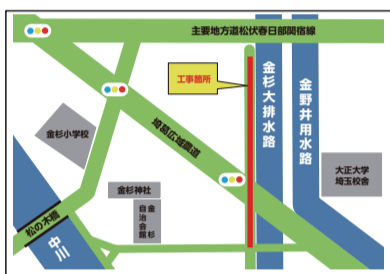 主要地方道松伏春日部関宿線
工事箇所
金杉大排水路
金野井用水路
金杉小学校
埼葛広域農道
大正大学
埼玉校舎
金杉神社
金杉
自治会館
松の木橋
中川